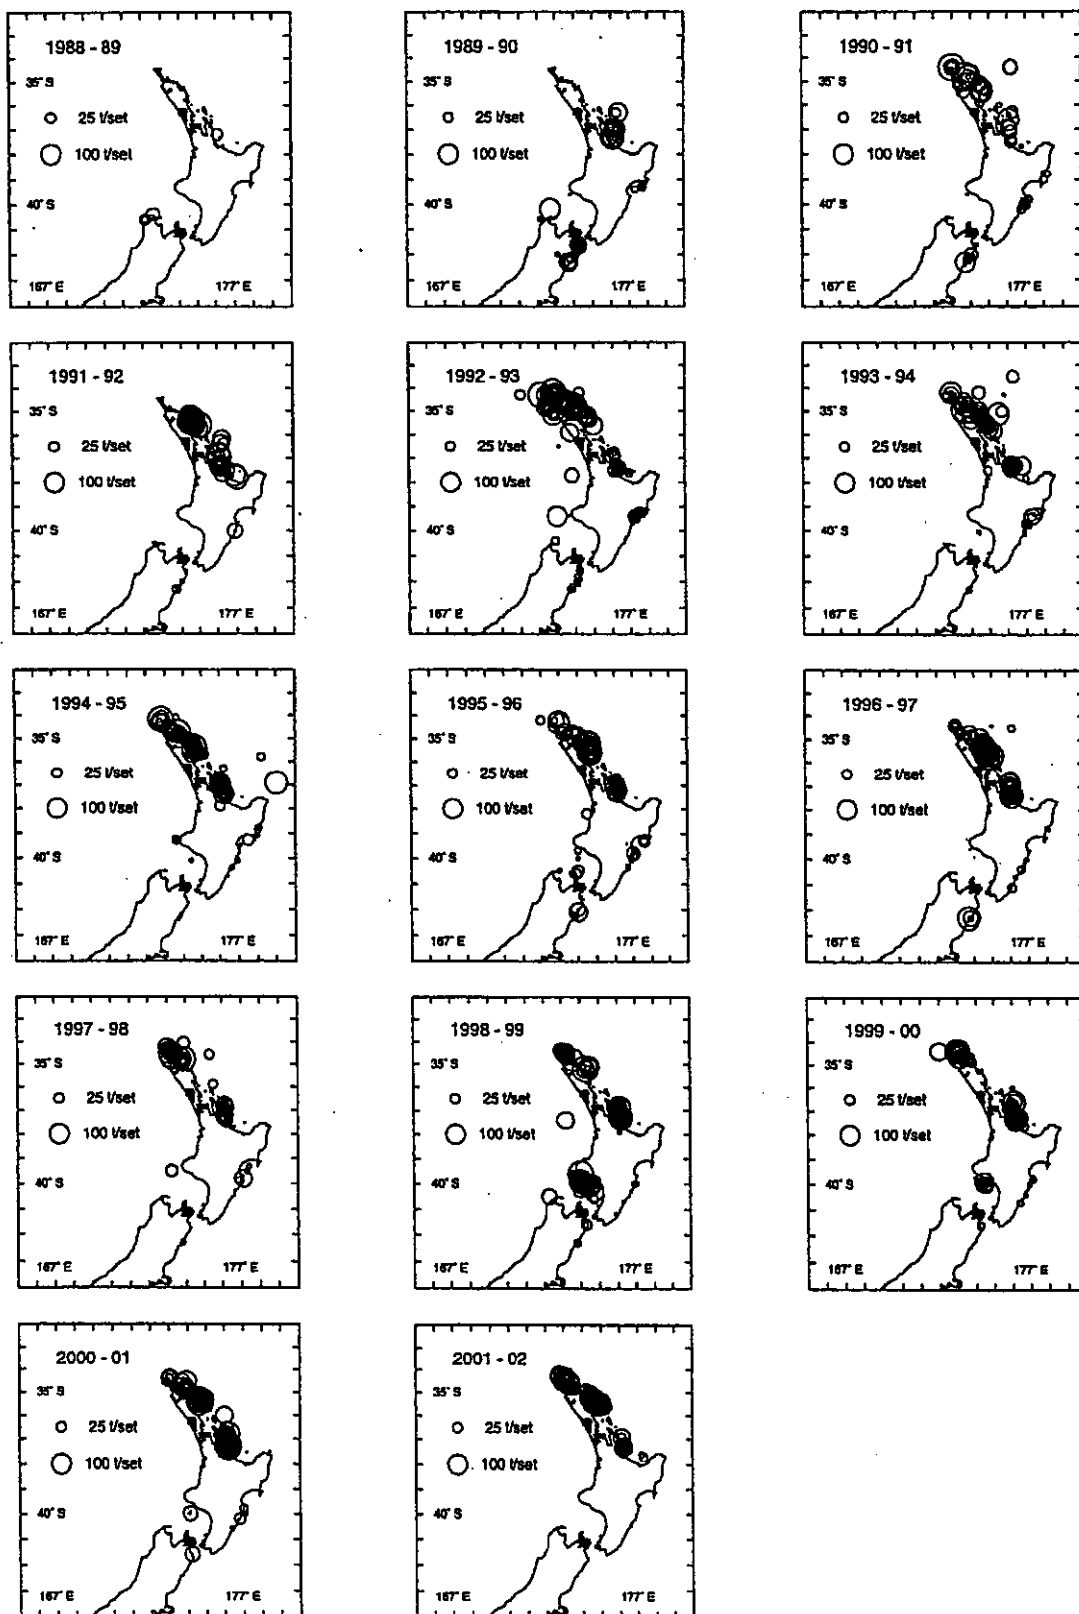 1988 - 89
35° S
25 t/set
100 t/set
40° S
167° E
177° E
1989 - 90
35° S
25 t/set
100 t/set
40° S
167° E
177° E
1990 - 91
35° S
25 t/set
100 t/set
40° S
167° E
177° E
1991 - 92
35° S
25 t/set
100 t/set
40° S
167° E
177° E
1992 - 93
35° S
25 t/set
100 t/set
40° S
167° E
177° E
1993 - 94
35° S
25 t/set
100 t/set
40° S
167° E
177° E
1994 - 95
35° S
25 t/set
100 t/set
40° S
167° E
177° E
1995 - 96
35° S
25 t/set
100 t/set
40° S
167° E
177° E
1996 - 97
35° S
25 t/set
100 t/set
40° S
167° E
177° E
1997 - 98
35° S
25 t/set
100 t/set
40° S
167° E
177° E
1998 - 99
35° S
25 t/set
100 t/set
40° S
167° E
177° E
1999 - 00
35° S
25 t/set
100 t/set
40° S
167° E
177° E
2000 - 01
35° S
25 t/set
100 t/set
40° S
167° E
177° E
2001 - 02
35° S
25 t/set
100 t/set
40° S
167° E
177° E